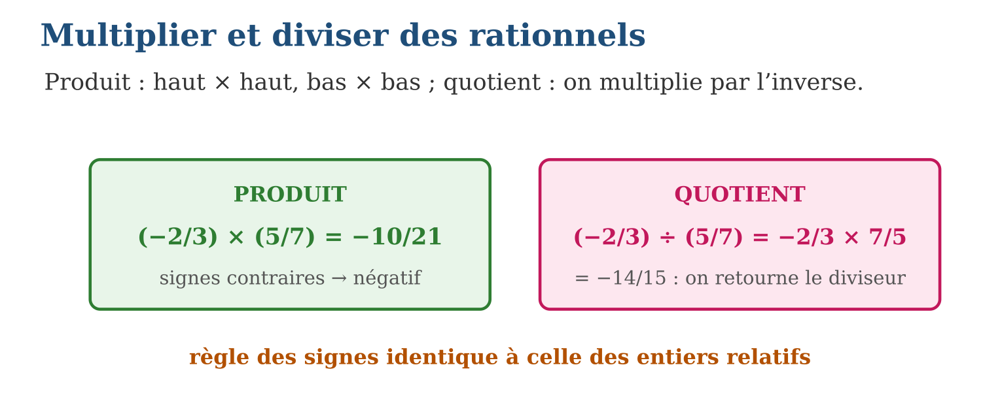 Multiplier et diviser des rationnels
Produit : haut × haut, bas × bas ; quotient : on multiplie par l’inverse.
PRODUIT
(−2/3) × (5/7) = −10/21
signes contraires → négatif
QUOTIENT
(−2/3) ÷ (5/7) = −2/3 × 7/5
= −14/15 : on retourne le diviseur
règle des signes identique à celle des entiers relatifs